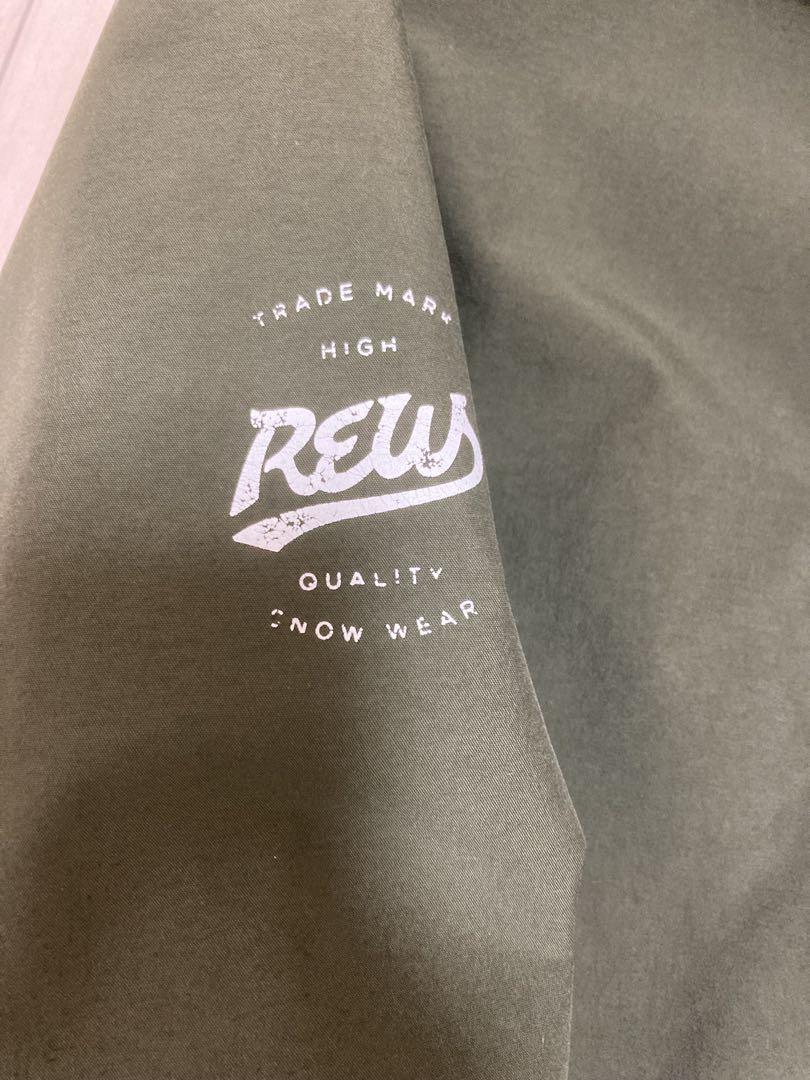 TRADE MARK
HIGH
REW
QUALITY
SNOW WEAR